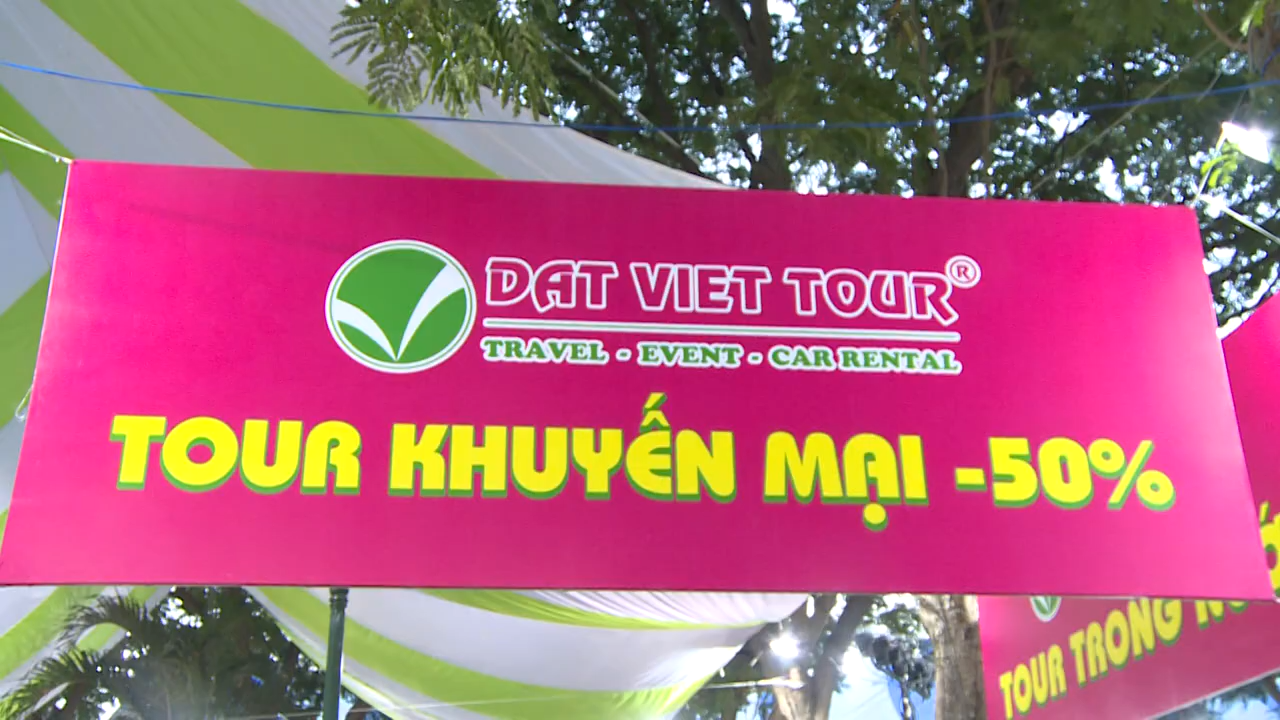 DAT VIET TOUR®
TRAVEL - EVENT - CAR RENTAL
TOUR KHUYẾN MẠI -50%
TOUR TRONG